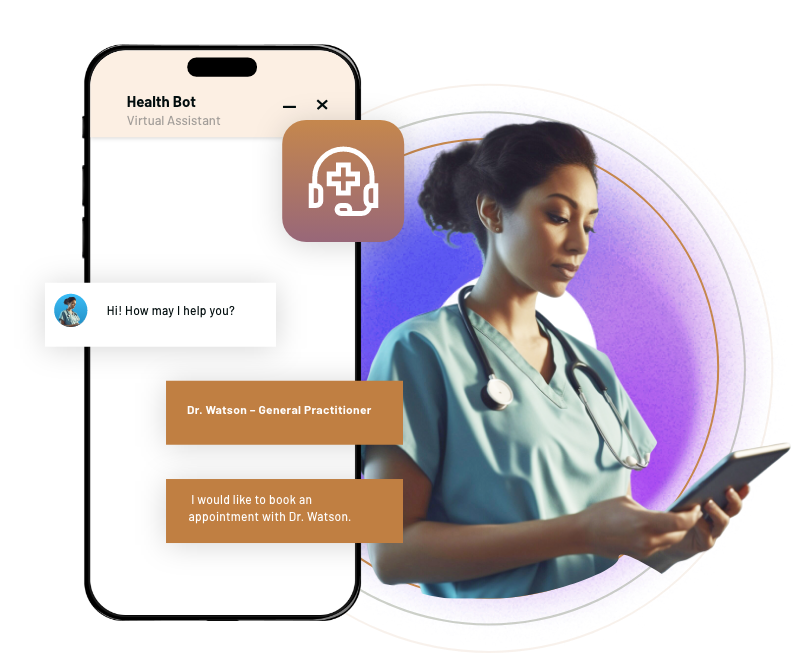 Health Bot
Virtual Assistant
Hi! How may I help you?
Dr. Watson – General Practitioner
I would like to book an
appointment with Dr. Watson.